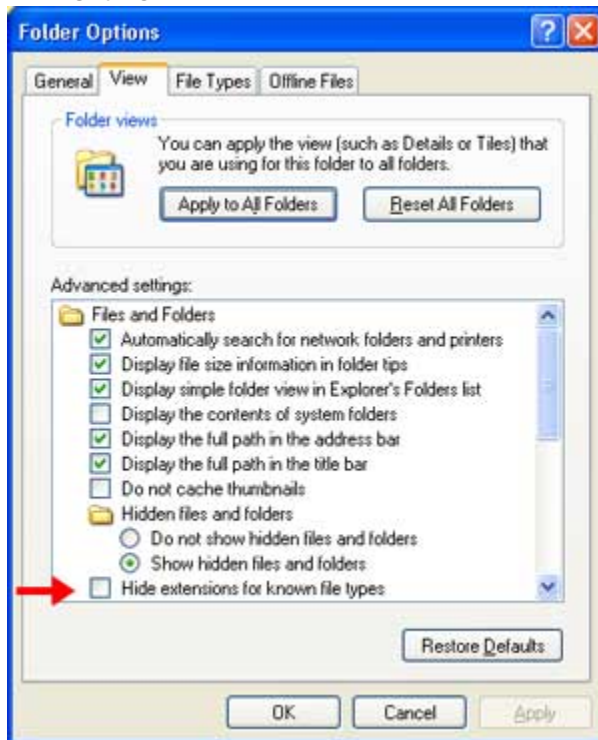 Folder Options
General View File Types Offline Files
Folder views
You can apply the view (such as Details or Tiles) that
you are using for this folder to all folders.
Apply to All Folders Reset All Folders
Advanced settings:
Files and Folders
Automatically search for network folders and printers
Display file size information in folder tips
Display simple folder view in Explorer's Folders list
Display the contents of system folders
Display the full path in the address bar
Display the full path in the title bar
Do not cache thumbnails
Hidden files and folders
Do not show hidden files and folders
Show hidden files and folders
Hide extensions for known file types
Restore Defaults
OK Cancel Apply